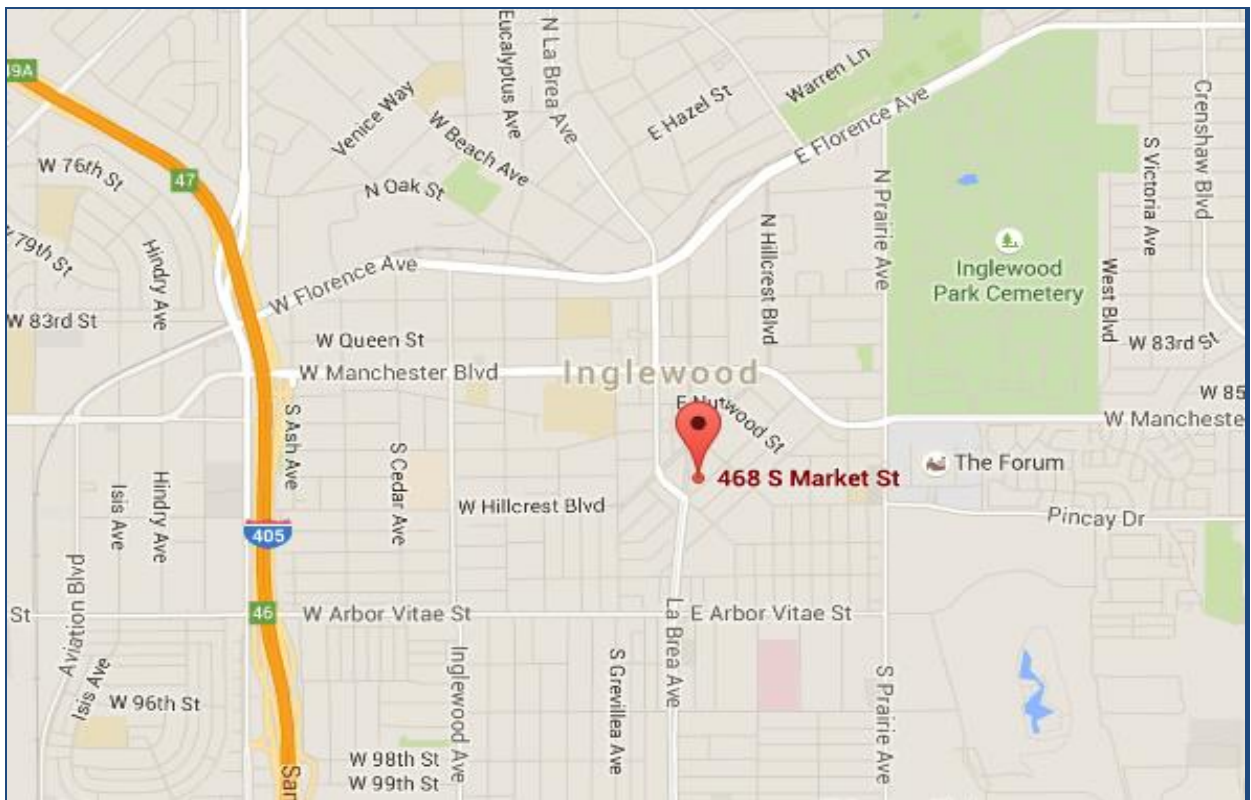 Eucalyptus Ave
N La Brea Ave
49A
Venice Way
W Beach Ave
E Hazel St
Warren Ln
E Florence Ave
Crenshaw Blvd
W 76th St
47
N Oak St
N Prairie Ave
S Victoria Ave
79th St
Hindry Ave
W Florence Ave
N Hillcrest Blvd
Inglewood
Park Cemetery
West Blvd
W 83rd St
W Queen St
W 83rd St
W Manchester Blvd
Inglewood
W 85
E Nutwood St
W Manchester
S Ash Ave
S Cedar Ave
The Forum
468 S Market St
Isis Ave
Hindry Ave
W Hillcrest Blvd
Pincay Dr
405
Aviation Blvd
St
46
W Arbor Vitae St
La Brea Ave
E Arbor Vitae St
Isis Ave
W 96th St
Inglewood Ave
S Grevillea Ave
S Prairie Ave
W 98th St
W 99th St
San